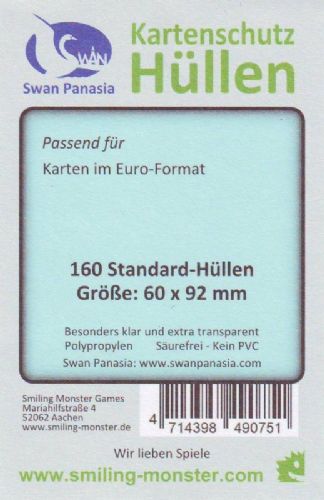 SWAN
Swan Panasia
Kartenschutz
Hüllen
Passend für
Karten im Euro-Format
160 Standard-Hüllen
Größe: 60 x 92 mm
Besonders klar und extra transparent
Polypropylen Säurefrei - Kein PVC
Swan Panasia: www.swanpanasia.com
Smiling Monster Games
Mariahilfstraße 4
52062 Aachen
www.smiling-monster.de
4 714398 490751
Wir lieben Spiele
www.smiling-monster.com